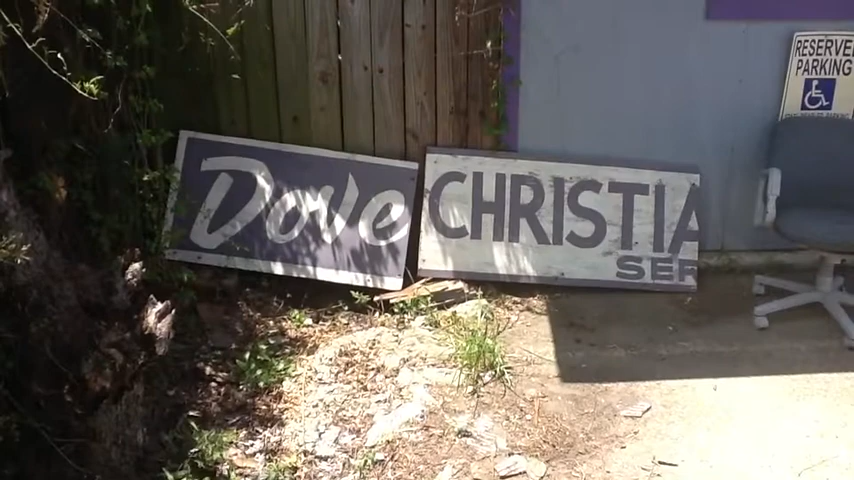 Dove
CHRISTIA
SER
RESERVED
PARKING